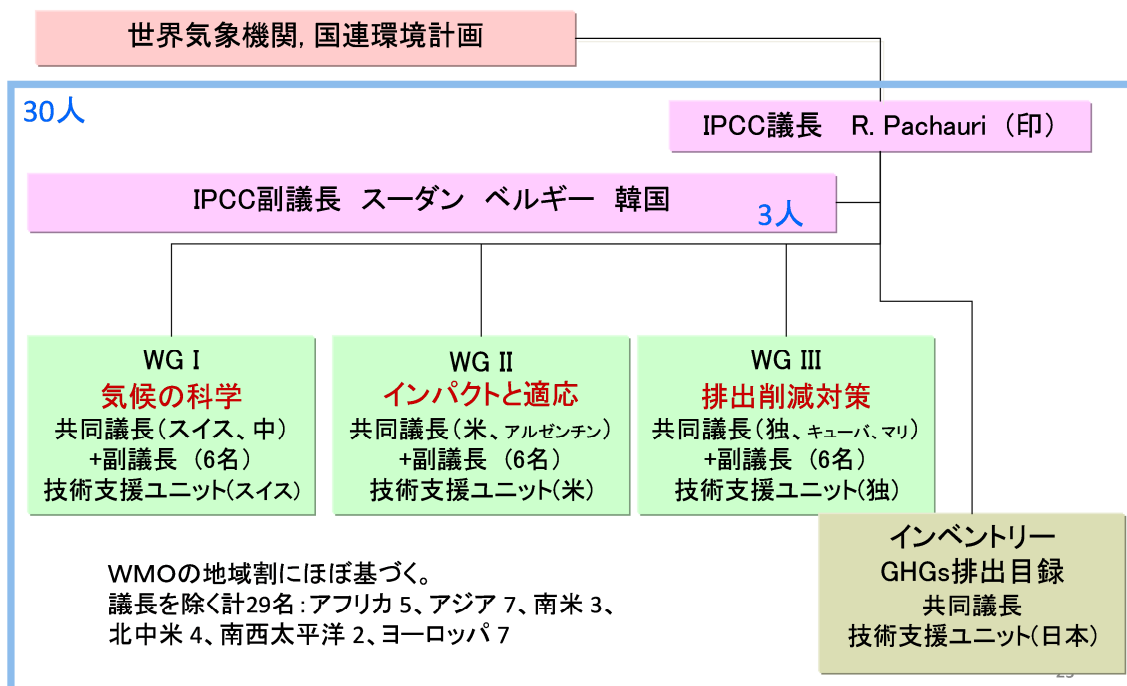 世界気象機関, 国連環境計画
30人
IPCC議長　R. Pachauri （印）
IPCC副議長　スーダン　ベルギー　韓国
3人
WG I
気候の科学
共同議長（スイス、中）
+副議長 （6名）
技術支援ユニット(スイス)
WG II
インパクトと適応
共同議長（米、アルゼンチン）
+副議長 （6名）
技術支援ユニット(米)
WG III
排出削減対策
共同議長（独、キューバ、マリ）
+副議長 （6名）
技術支援ユニット(独)
インベントリー
GHGs排出目録
共同議長
技術支援ユニット(日本)
WMOの地域割にほぼ基づく。
議長を除く計29名：アフリカ 5、アジア 7、南米 3、
北中米 4、南西太平洋 2、ヨーロッパ 7